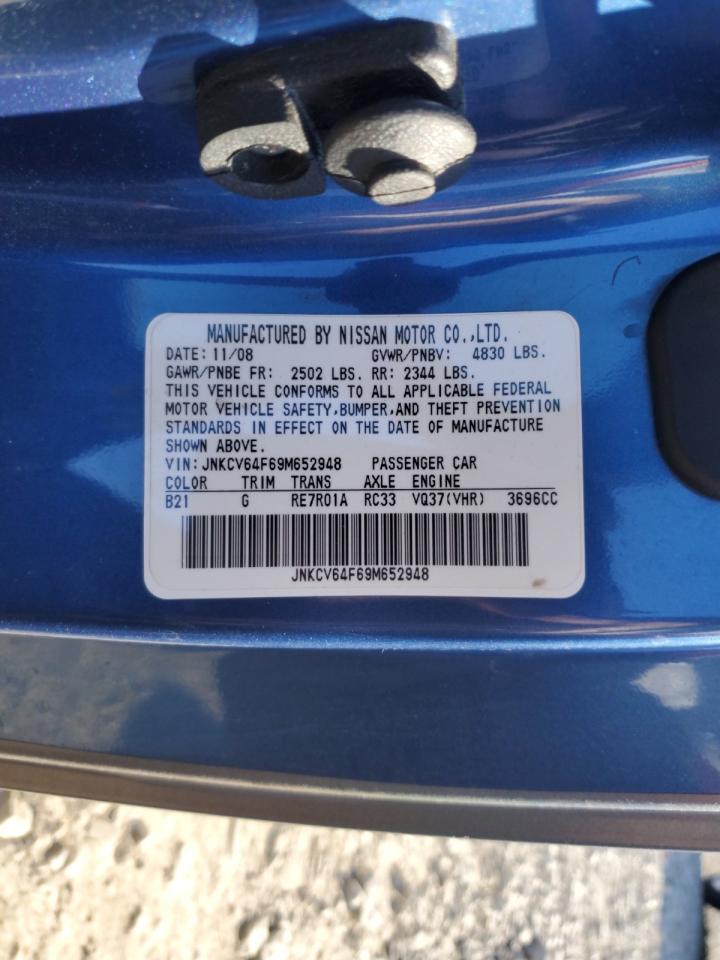 MANUFACTURED BY NISSAN MOTOR CO.,LTD.
DATE: 11/08 GVWR/PNBV: 4830 LBS.
GAWR/PNBE FR: 2502 LBS. RR: 2344 LBS.
THIS VEHICLE CONFORMS TO ALL APPLICABLE FEDERAL
MOTOR VEHICLE SAFETY,BUMPER,AND THEFT PREVENTION
STANDARDS IN EFFECT ON THE DATE OF MANUFACTURE
SHOWN ABOVE.
VIN: JNKCV64F69M652948 PASSENGER CAR
COLOR TRIM TRANS AXLE ENGINE
B21 G RE7R01A RC33 VQ37(VHR) 3696CC
JNKCV64F69M652948